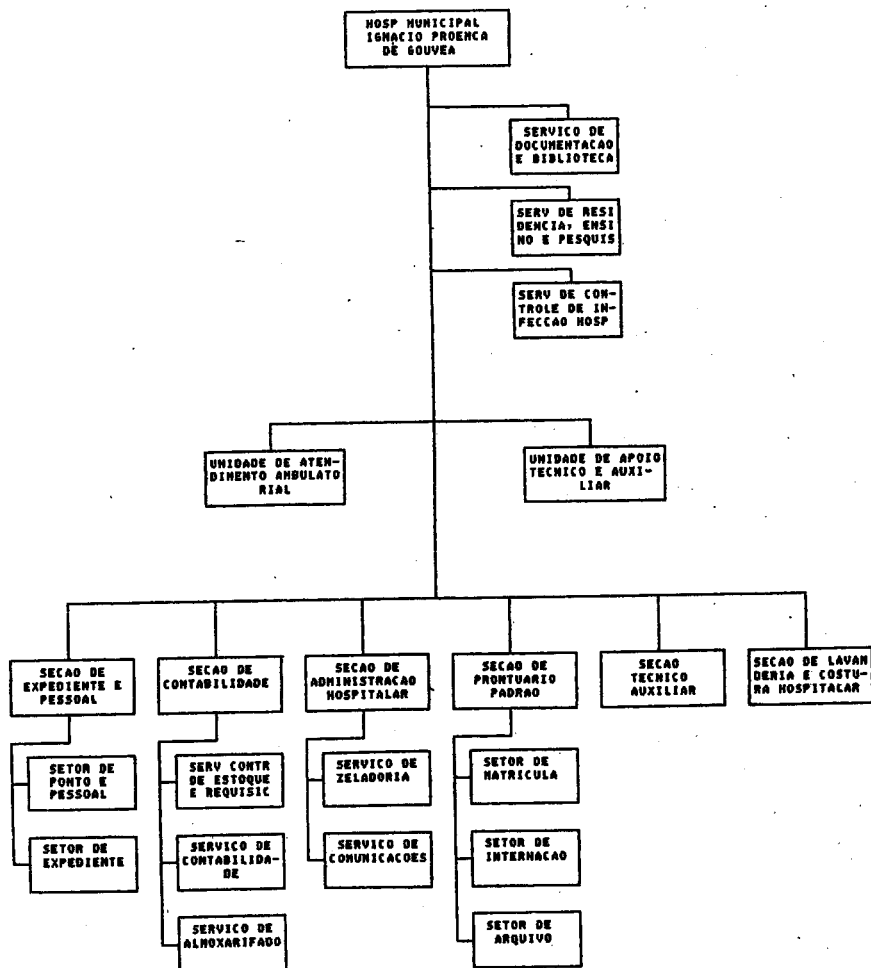 HOSP MUNICIPAL
IGNACIO PROENCA
DE GOUVEA
SERVICO DE
DOCUMENTACAO
E BIBLIOTECA
SERV DE RESI
DENCIA, ENSI
NO E PESQUIS
SERV DE CON-
TROLE DE IN-
FECCAO HOSP
UNIDADE DE ATEN-
DIMENTO AMBULATO
RIAL
UNIDADE DE APOIO
TECNICO E AUXI-
LIAR
SECAO DE
EXPEDIENTE E
PESSOAL
SECAO DE
CONTABILIDADE
SECAO DE
ADMINISTRACAO
HOSPITALAR
SECAO DE
PRONTUARIO
PADRAO
SECAO
TECNICO
AUXILIAR
SECAO DE LAVAN
DERIA E COSTU-
RA HOSPITALAR
SETOR DE
PONTO E
PESSOAL
SERV CONTR
DE ESTOQUE
E REQUISIC
SERVICO DE
ZELADORIA
SETOR DE
MATRICULA
SETOR DE
EXPEDIENTE
SERVICO DE
CONTABILIDA-
DE
SERVICO DE
COMUNICACOES
SETOR DE
INTERNACAO
SERVICO DE
ALMOXARIFADO
SETOR DE
ARQUIVO